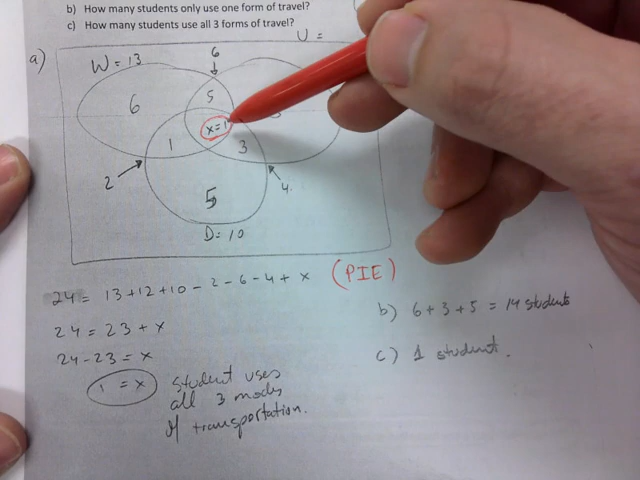 b) How many students only use one form of travel?
c) How many students use all 3 forms of travel?
U =
a)
W = 13
6
6
5
x=1
1
3
2
4
5
D=10
24 = 13+12+10-2-6-4+x (PIE)
24 = 23 + x
24-23 = x
1 = x student uses
all 3 modes
of transportation.
b) 6+3+5 = 14 students
c) 1 student.